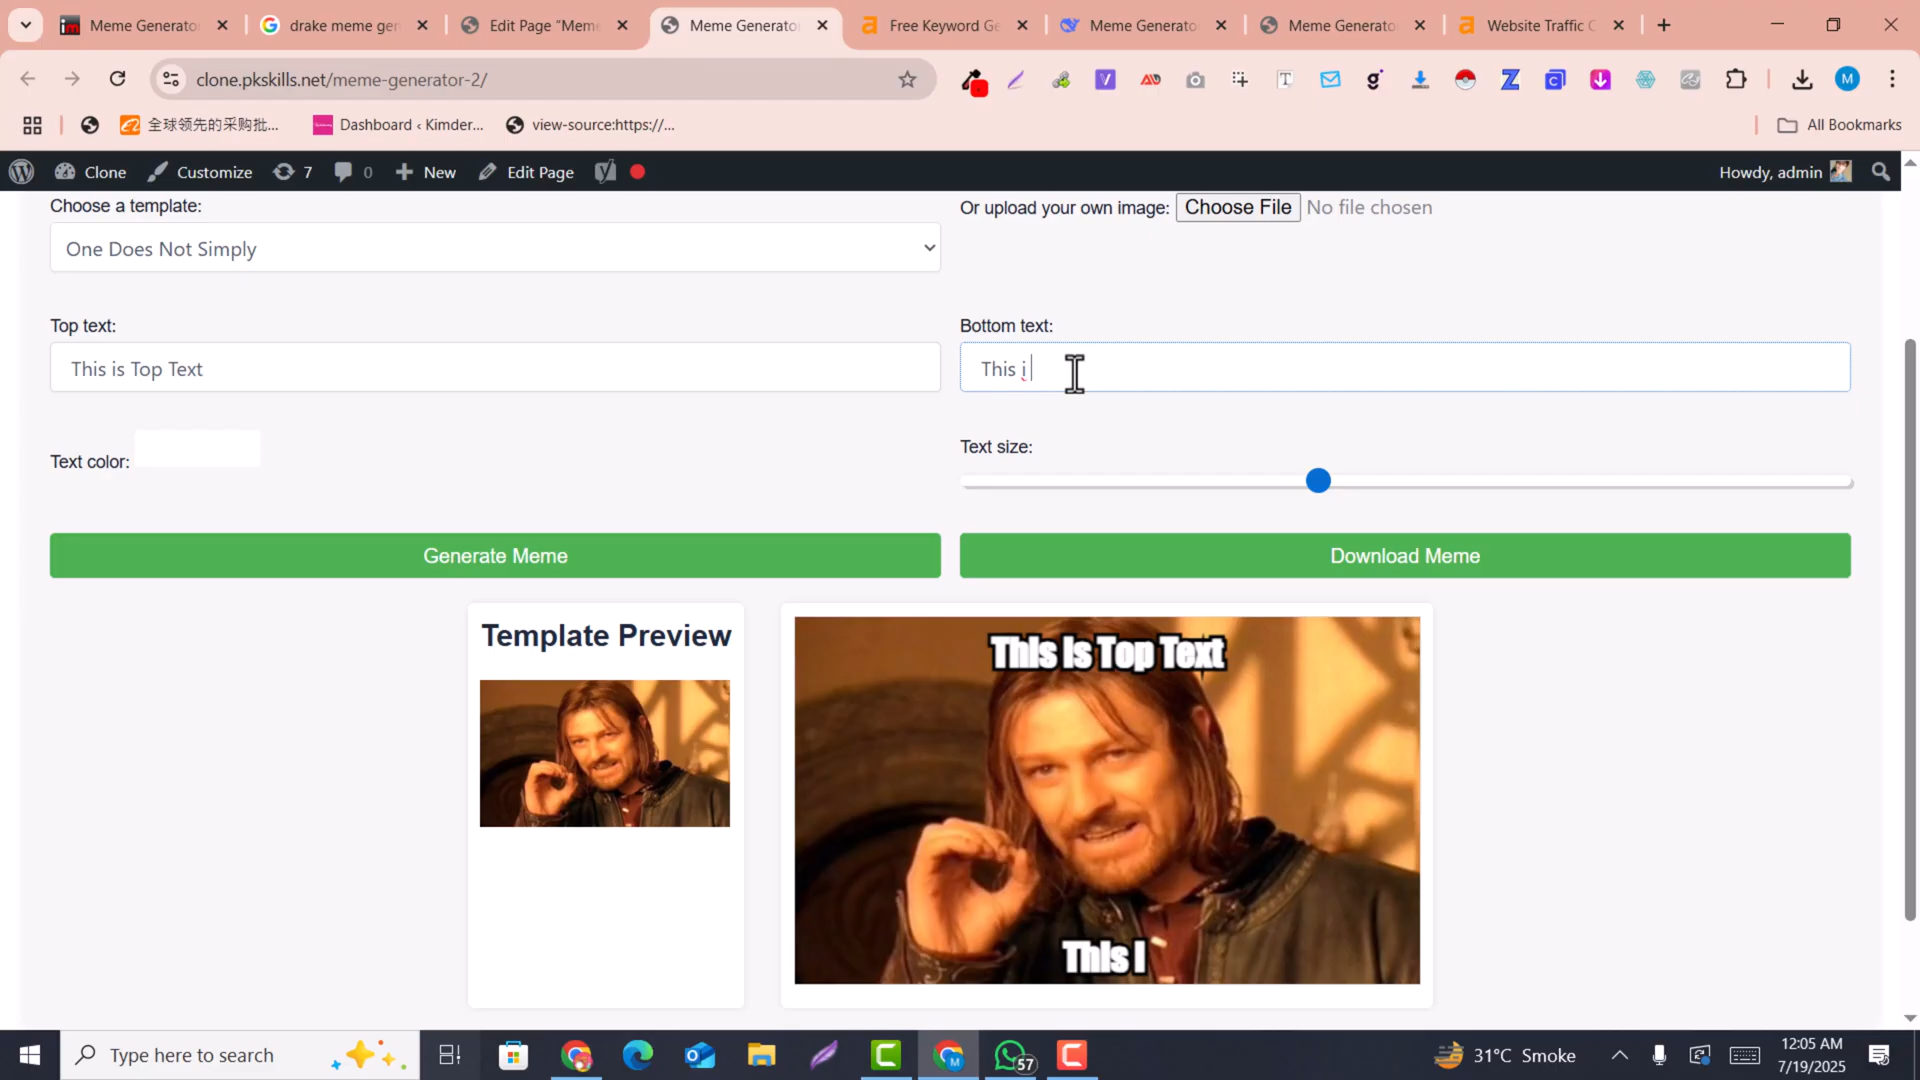 Meme Generato
drake meme gen
Edit Page “Meme
Meme Generato
Free Keyword Ge
Meme Generato
Meme Generato
Website Traffic C
clone.pkskills.net/meme-generator-2/
全球领先的采购批...
Dashboard ‹ Kimder...
view-source:https://...
All Bookmarks
Clone
Customize
7
0
New
Edit Page
Howdy, admin
Choose a template:
Or upload your own image: Choose File No file chosen
One Does Not Simply
Top text:
Bottom text:
This is Top Text
This i
Text color:
Text size:
Generate Meme
Download Meme
Template Preview
This is Top Text
This i
Type here to search
57
31°C Smoke
12:05 AM
7/19/2025